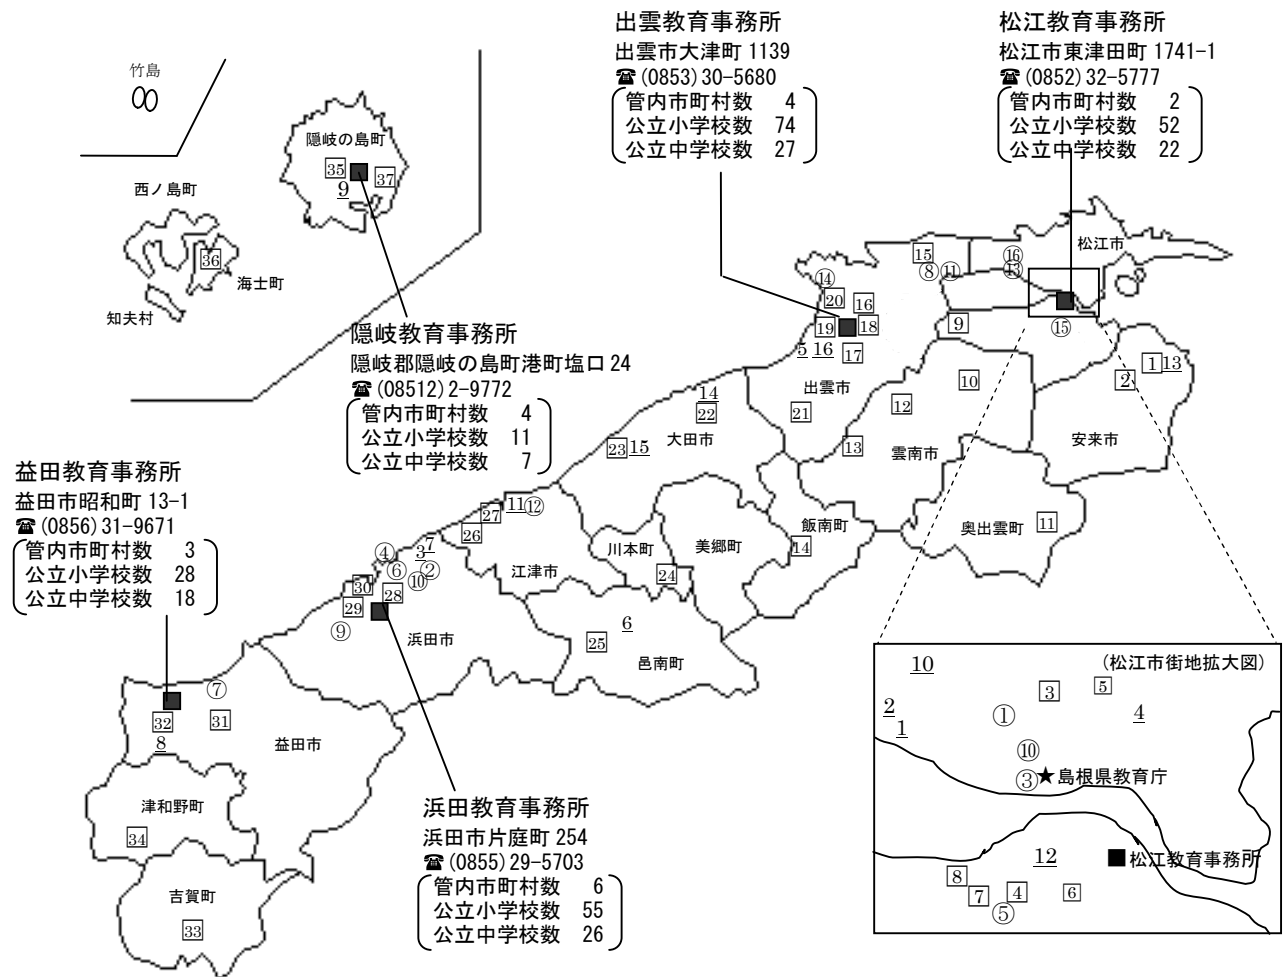 出雲教育事務所
出雲市大津町 1139
☎(0853)30-5680
管内市町村数 4
公立小学校数 74
公立中学校数 27
松江教育事務所
松江市東津田町 1741-1
☎(0852)32-5777
管内市町村数 2
公立小学校数 52
公立中学校数 22
竹島
隠岐の島町
35
37
9
西ノ島町
36
海士町
知夫村
隠岐教育事務所
隠岐郡隠岐の島町港町塩口 24
☎(08512)2-9772
管内市町村数 4
公立小学校数 11
公立中学校数 7
松江市
15
⑧
⑪
⑯
⑬
⑭
20
16
19
18
5
16
17
9
⑮
出雲市
21
10
12
13
雲南市
1
13
2
安来市
14
22
大田市
23
15
奥出雲町
11
飯南町
14
美郷町
川本町
24
11
⑫
27
26
江津市
益田教育事務所
益田市昭和町 13-1
☎(0856)31-9671
管内市町村数 3
公立小学校数 28
公立中学校数 18
④
3
7
⑥
②
⑩
30
28
29
⑨
浜田市
6
25
邑南町
⑦
32
31
8
益田市
津和野町
34
吉賀町
33
浜田教育事務所
浜田市片庭町 254
☎(0855)29-5703
管内市町村数 6
公立小学校数 55
公立中学校数 26
(松江市街地拡大図)
10
3
5
2
1
①
4
⑩
③
★島根県教育庁
12
■松江教育事務所
8
7
4
6
⑤